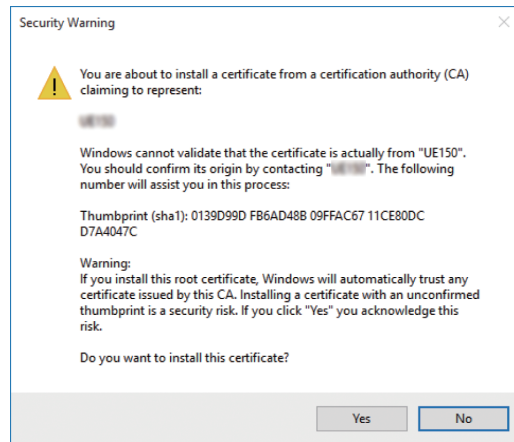 Security Warning
You are about to install a certificate from a certification authority (CA)
claiming to represent:
Windows cannot validate that the certificate is actually from "UE150".
You should confirm its origin by contacting "". The following
number will assist you in this process:
Thumbprint (sha1): 0139D99D FB6AD48B 09FFAC67 11CE80DC
D7A4047C
Warning:
If you install this root certificate, Windows will automatically trust any
certificate issued by this CA. Installing a certificate with an unconfirmed
thumbprint is a security risk. If you click "Yes" you acknowledge this
risk.
Do you want to install this certificate?
Yes
No